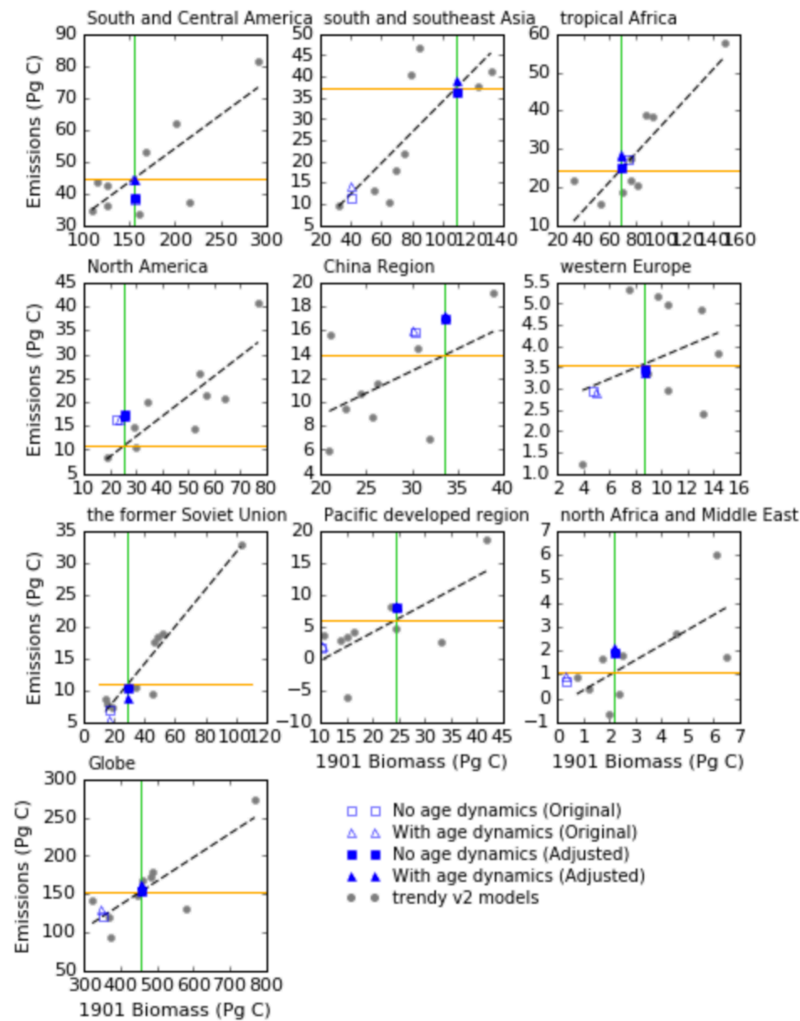 South and Central America
south and southeast Asia
tropical Africa
Emissions (Pg C)
90
80
70
60
50
40
30
100 150 200 250 300
50
45
40
35
30
25
20
15
10
5
20 40 60 80 100 120 140
60
50
40
30
20
10
20 40 60 80 100 120 140 160
North America
China Region
western Europe
Emissions (Pg C)
45
40
35
30
25
20
15
10
5
10 20 30 40 50 60 70 80
20
18
16
14
12
10
8
6
4
20 25 30 35 40
5.5
5.0
4.5
4.0
3.5
3.0
2.5
2.0
1.5
1.0
2 4 6 8 10 12 14 16
the former Soviet Union
Pacific developed region
north Africa and Middle East
Emissions (Pg C)
35
30
25
20
15
10
5
0 20 40 60 80 100 120
20
15
10
5
0
−5
−10
10 15 20 25 30 35 40 45
1901 Biomass (Pg C)
7
6
5
4
3
2
1
0
−1
0 1 2 3 4 5 6 7
1901 Biomass (Pg C)
Globe
Emissions (Pg C)
300
250
200
150
100
50
300 400 500 600 700 800
1901 Biomass (Pg C)
No age dynamics (Original)
With age dynamics (Original)
No age dynamics (Adjusted)
With age dynamics (Adjusted)
trendy v2 models